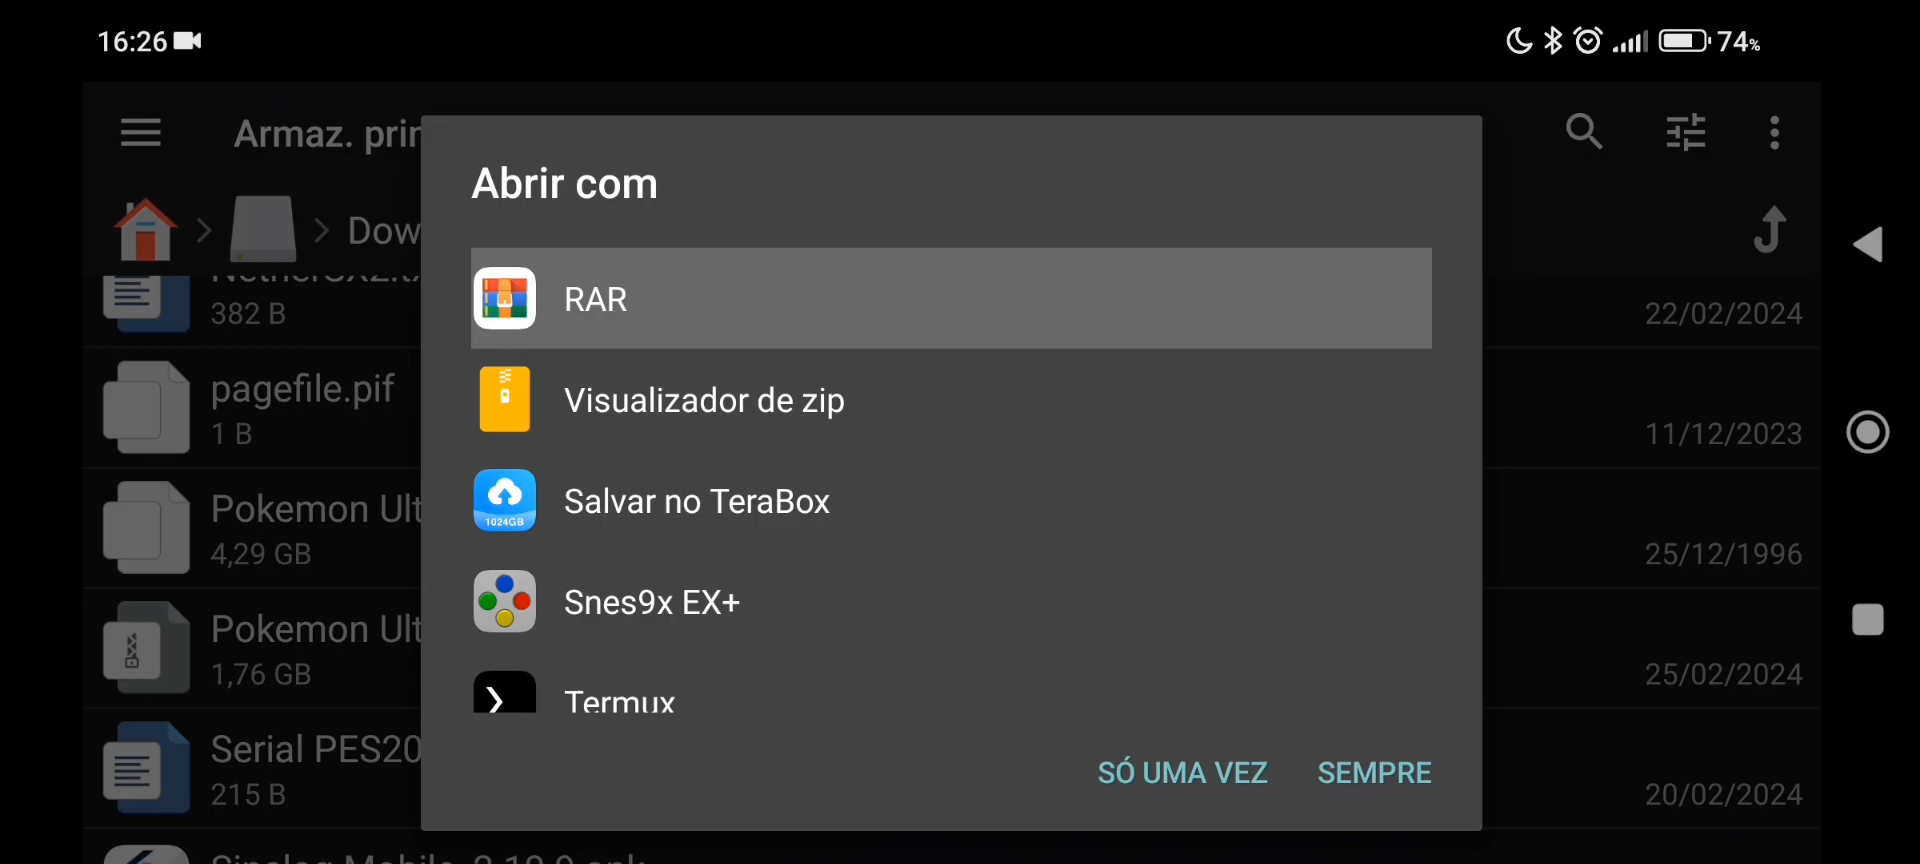 16:26
74%
Armaz. prin
Abrir com
Dow
RAR
382 B
22/02/2024
pagefile.pif
1 B
11/12/2023
Visualizador de zip
Salvar no TeraBox
1024GB
Pokemon Ult
4,29 GB
25/12/1996
Snes9x EX+
Pokemon Ult
1,76 GB
25/02/2024
Termux
Serial PES20
215 B
20/02/2024
SÓ UMA VEZ
SEMPRE